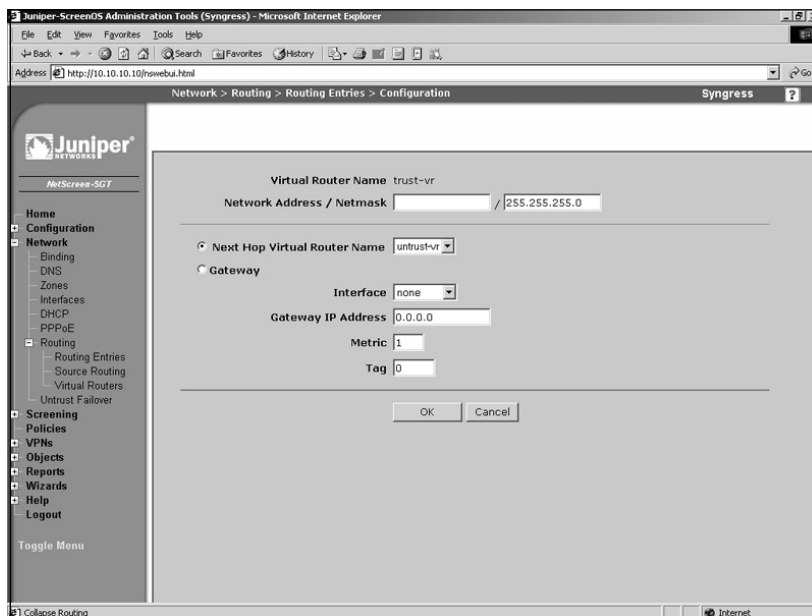 Juniper-ScreenOS Administration Tools (Syngress) - Microsoft Internet Explorer
File Edit View Favorites Tools Help
Back Search Favorites History
Address http://10.10.10.10/nswebui.html Go
Network > Routing > Routing Entries > Configuration Syngress ?
Juniper®
NETWORKS
NetScreen-5GT
Home
Configuration
Network
Binding
DNS
Zones
Interfaces
DHCP
PPPoE
Routing
Routing Entries
Source Routing
Virtual Routers
Untrust Failover
Screening
Policies
VPNs
Objects
Reports
Wizards
Help
Logout
Toggle Menu
Virtual Router Name trust-vr
Network Address / Netmask / 255.255.255.0
Next Hop Virtual Router Name untrust-vr
Gateway
Interface none
Gateway IP Address 0.0.0.0
Metric 1
Tag 0
OK Cancel
Collapse Routing Internet